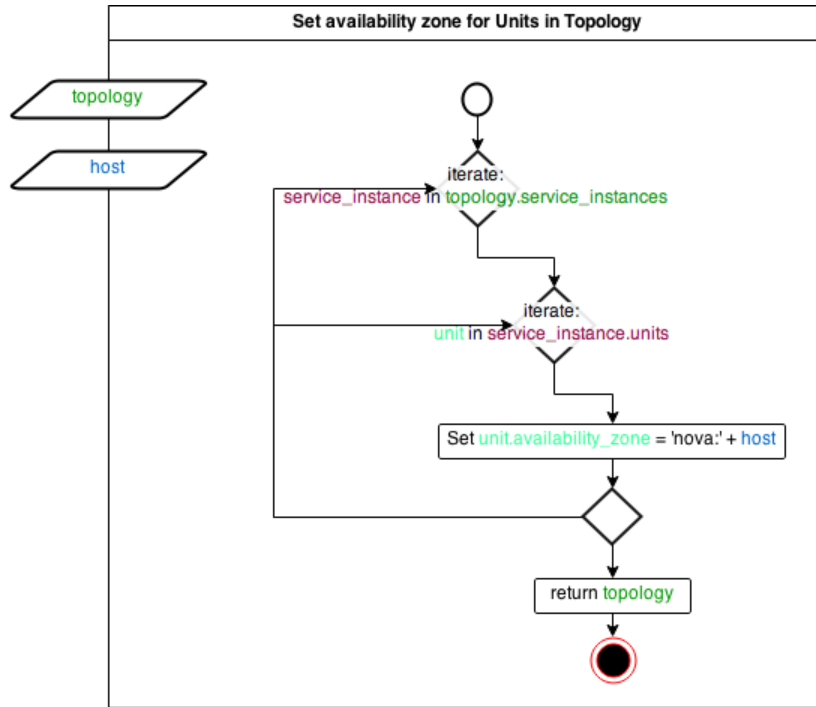 Set availability zone for Units in Topology
topology
host
iterate:
service_instance in topology.service_instances
iterate:
unit in service_instance.units
Set unit.availability_zone = 'nova:' + host
return topology